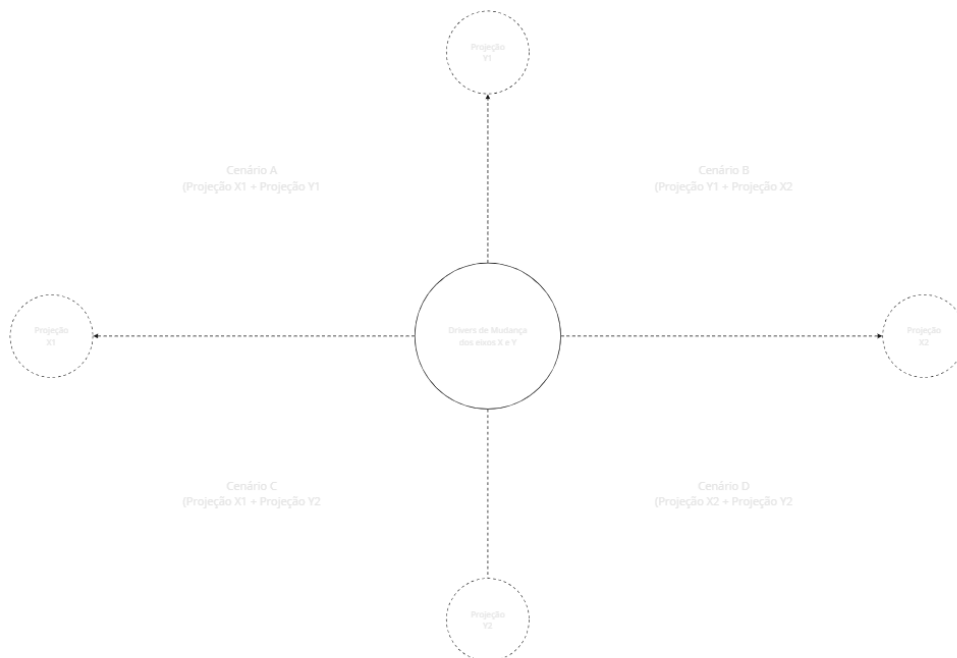 Projeção
Y1
Cenário A
(Projeção X1 + Projeção Y1
Cenário B
(Projeção Y1 + Projeção X2
Projeção
X1
Drivers de Mudança
dos eixos X e Y
Projeção
X2
Cenário C
(Projeção X1 + Projeção Y2
Cenário D
(Projeção X2 + Projeção Y2
Projeção
Y2